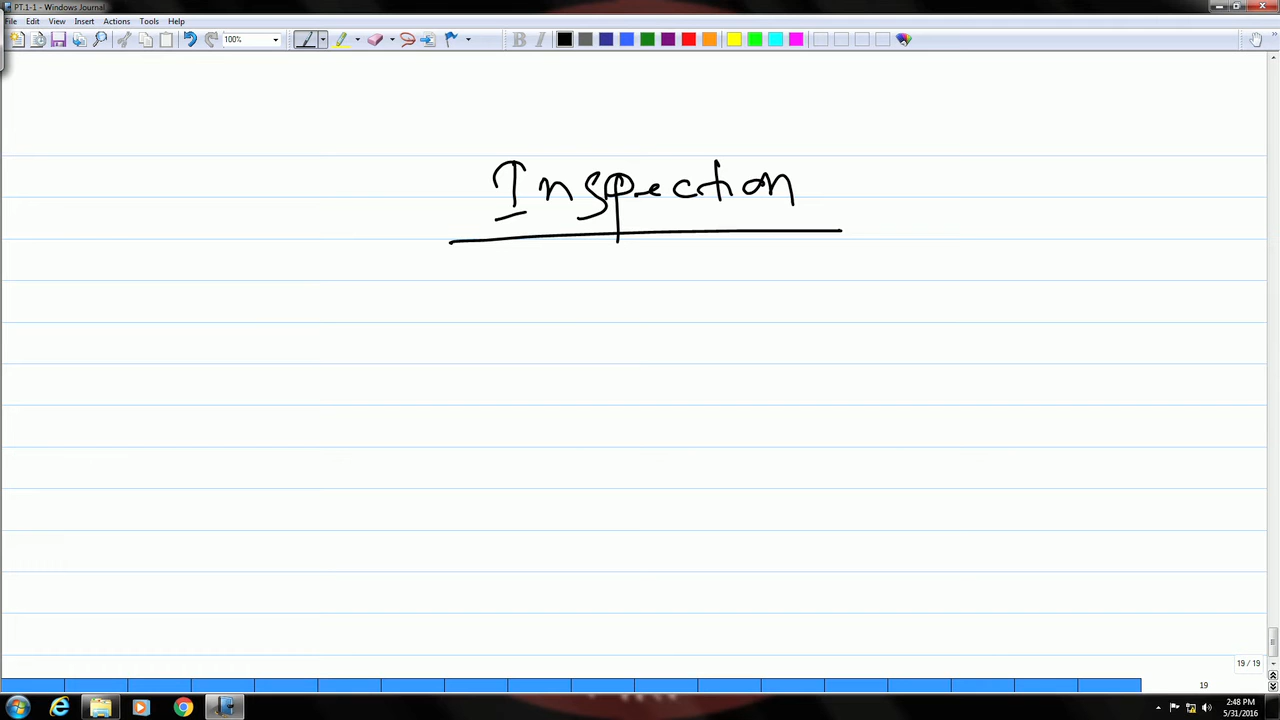 PT.1-1 - Windows Journal
File Edit View Insert Actions Tools Help
100% B I
Inspection
19 / 19
19
2:48 PM
5/31/2016